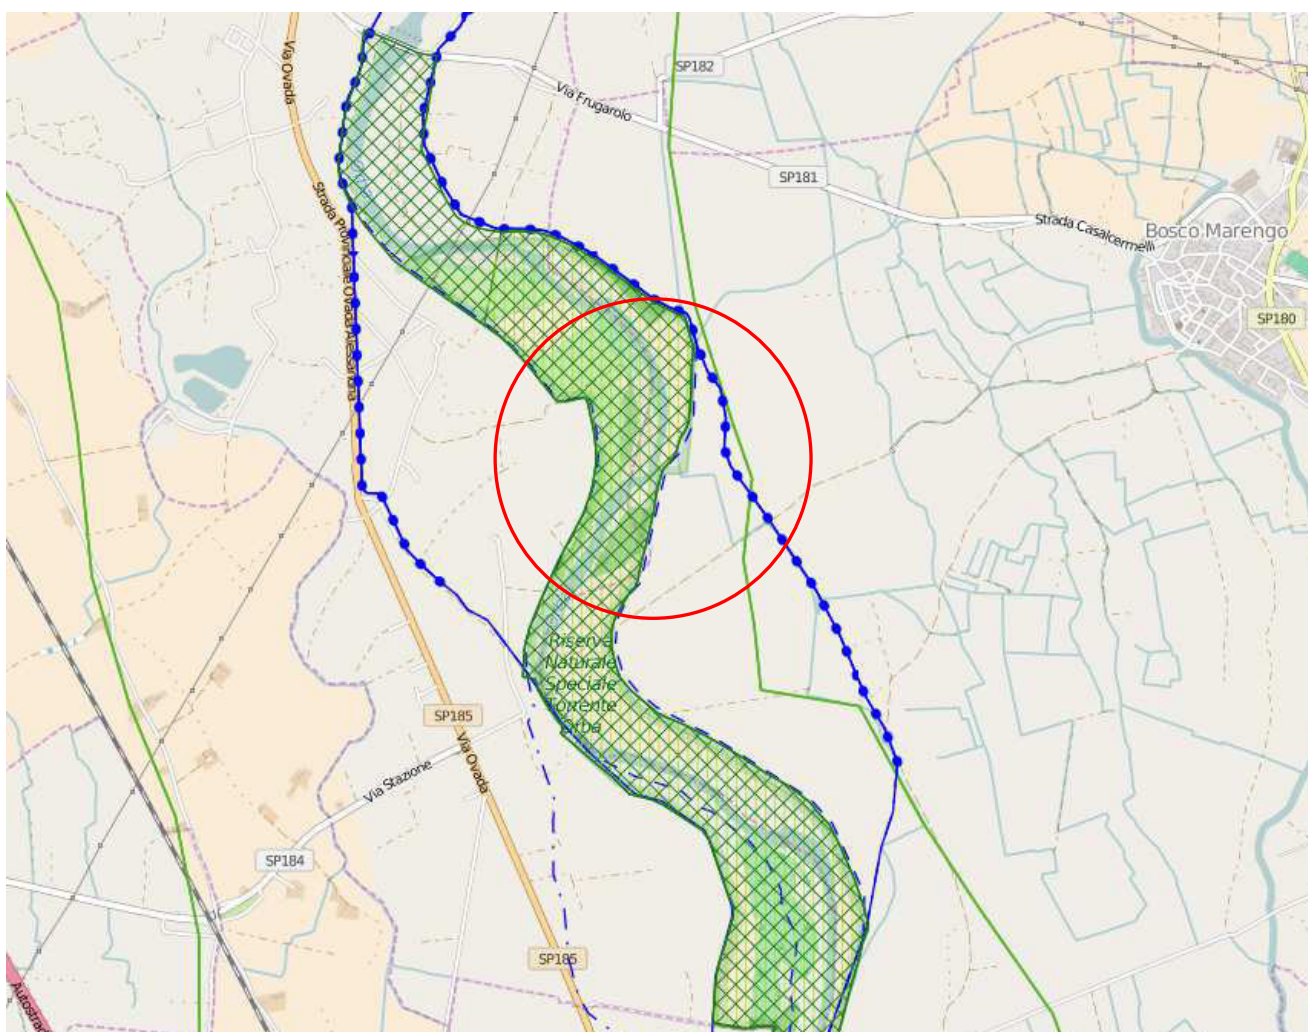 Via Ovada
SP182
Via Frugarolo
SP181
Strada Casalcermelli
Bosco Marengo
SP180
Strada Provinciale Ovada Alessandria
Riserva
Naturale
Speciale
Torrente
Orba
SP185
Via Ovada
Via Stazione
SP184
SP185
Autostrad